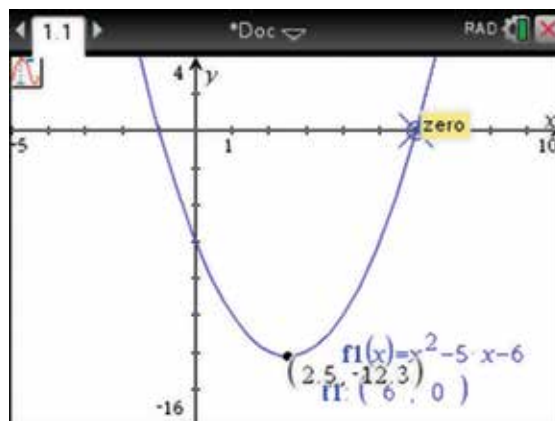 1.1
*Doc
RAD
4
y
zero
x
-5
1
10
f1(x)=x²-5·x-6
(2.5, -12.3)
f1: ( 6 , 0 )
-16